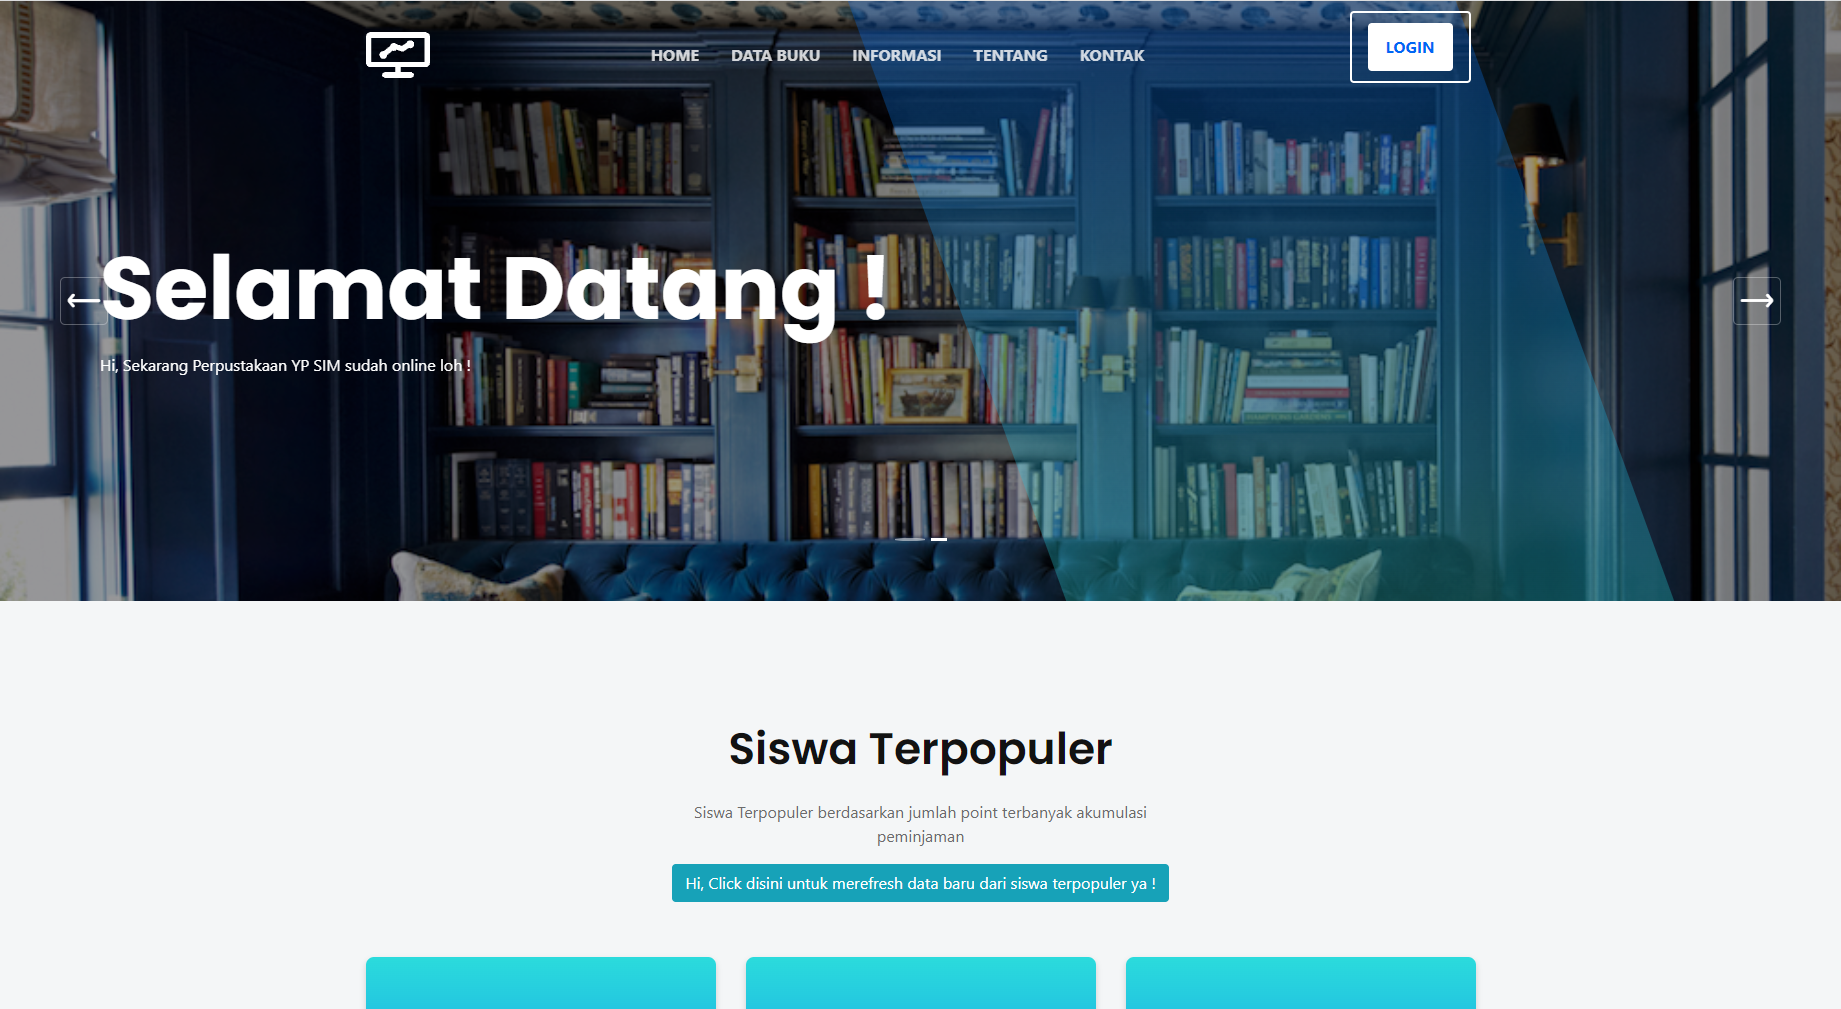 HOME DATA BUKU INFORMASI TENTANG KONTAK LOGIN
Selamat Datang !
Hi, Sekarang Perpustakaan YP SIM sudah online loh !
Siswa Terpopuler
Siswa Terpopuler berdasarkan jumlah point terbanyak akumulasi
peminjaman
Hi, Click disini untuk merefresh data baru dari siswa terpopuler ya !